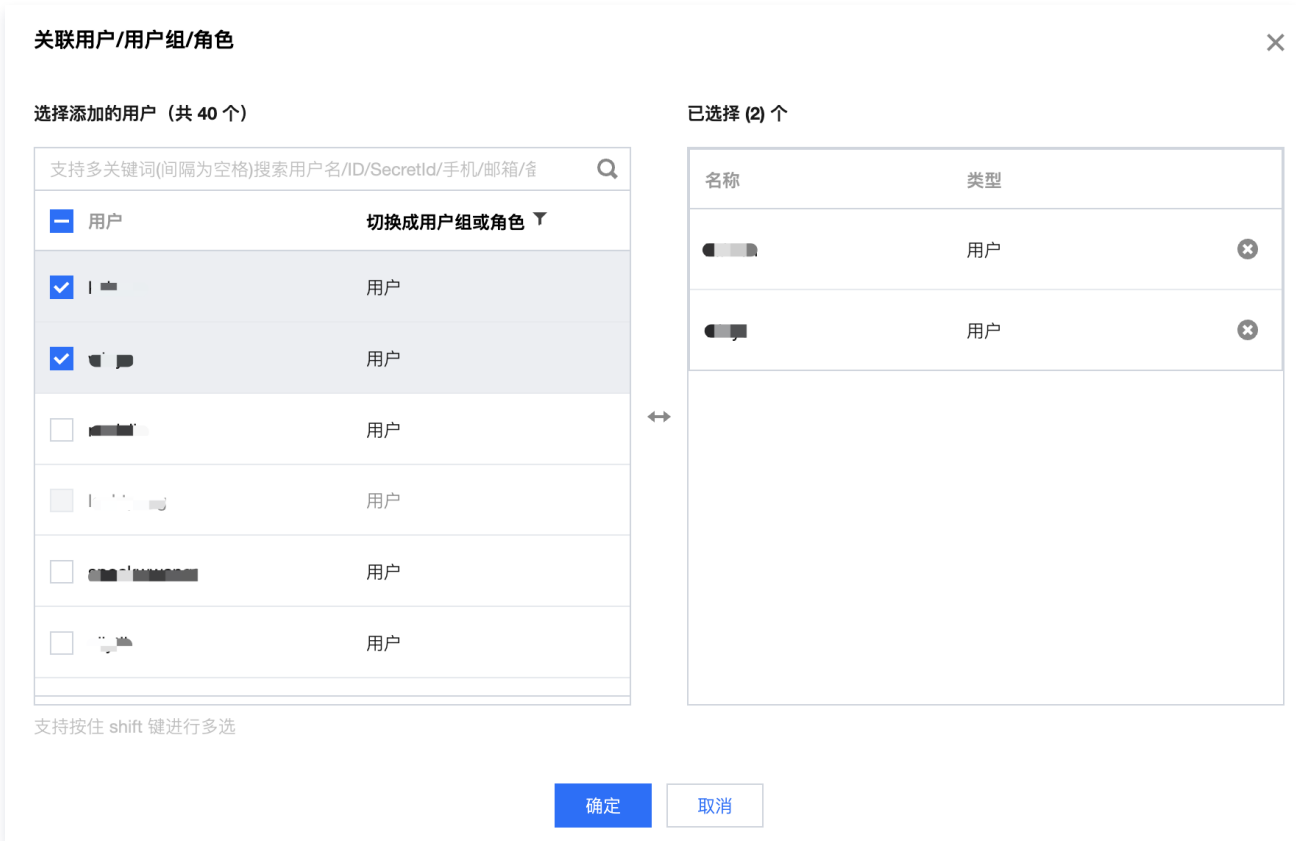 关联用户/用户组/角色
选择添加的用户（共 40 个）
支持多关键词(间隔为空格)搜索用户名/ID/SecretId/手机/邮箱/备
用户 切换成用户组或角色
用户
用户
用户
用户
用户
用户
支持按住 shift 键进行多选
已选择 (2) 个
名称 类型
用户
用户
确定 取消